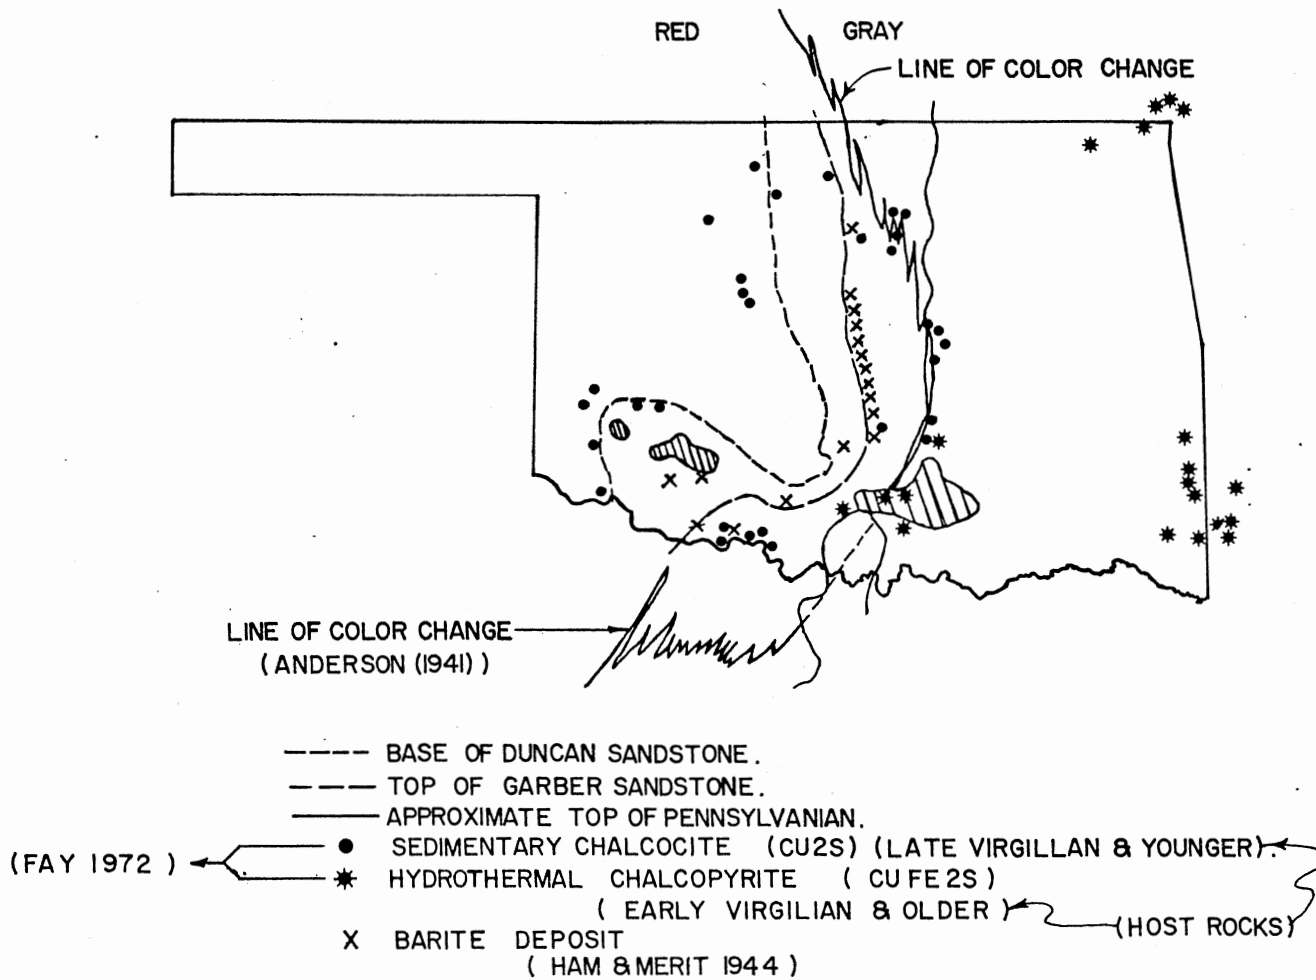 RED GRAY
LINE OF COLOR CHANGE
LINE OF COLOR CHANGE
(ANDERSON (1941))
BASE OF DUNCAN SANDSTONE.
TOP OF GARBER SANDSTONE.
APPROXIMATE TOP OF PENNSYLVANIAN.
(FAY 1972) SEDIMENTARY CHALCOCITE (CU2S) (LATE VIRGILLAN & YOUNGER).
HYDROTHERMAL CHALCOPYRITE (CU FE 2S)
(EARLY VIRGILIAN & OLDER) (HOST ROCKS)
X BARITE DEPOSIT
(HAM & MERIT 1944)